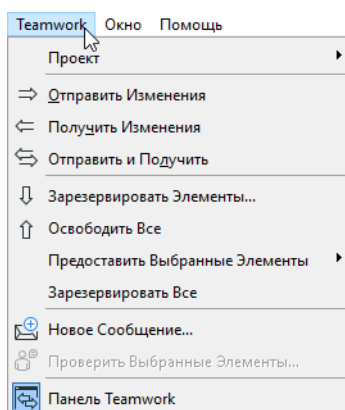 Teamwork Окно Помощь
Проект
Отправить Изменения
Получить Изменения
Отправить и Получить
Зарезервировать Элементы...
Освободить Все
Предоставить Выбранные Элементы
Зарезервировать Все
Новое Сообщение...
Проверить Выбранные Элементы...
Панель Teamwork